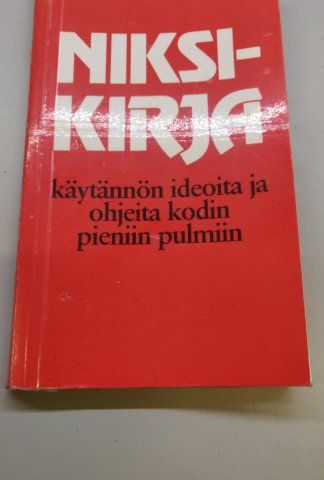 NIKSI-
KIRJA
käytännön ideoita ja
ohjeita kodin
pieniin pulmiin